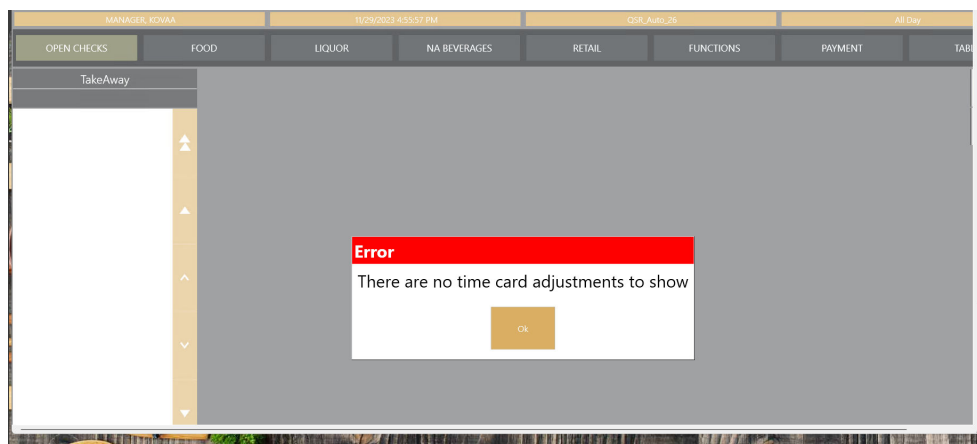 MANAGER, KOVAA
11/29/2023 4:55:57 PM
QSR_Auto_26
All Day
OPEN CHECKS
FOOD
LIQUOR
NA BEVERAGES
RETAIL
FUNCTIONS
PAYMENT
TABL
TakeAway
Error
There are no time card adjustments to show
Ok